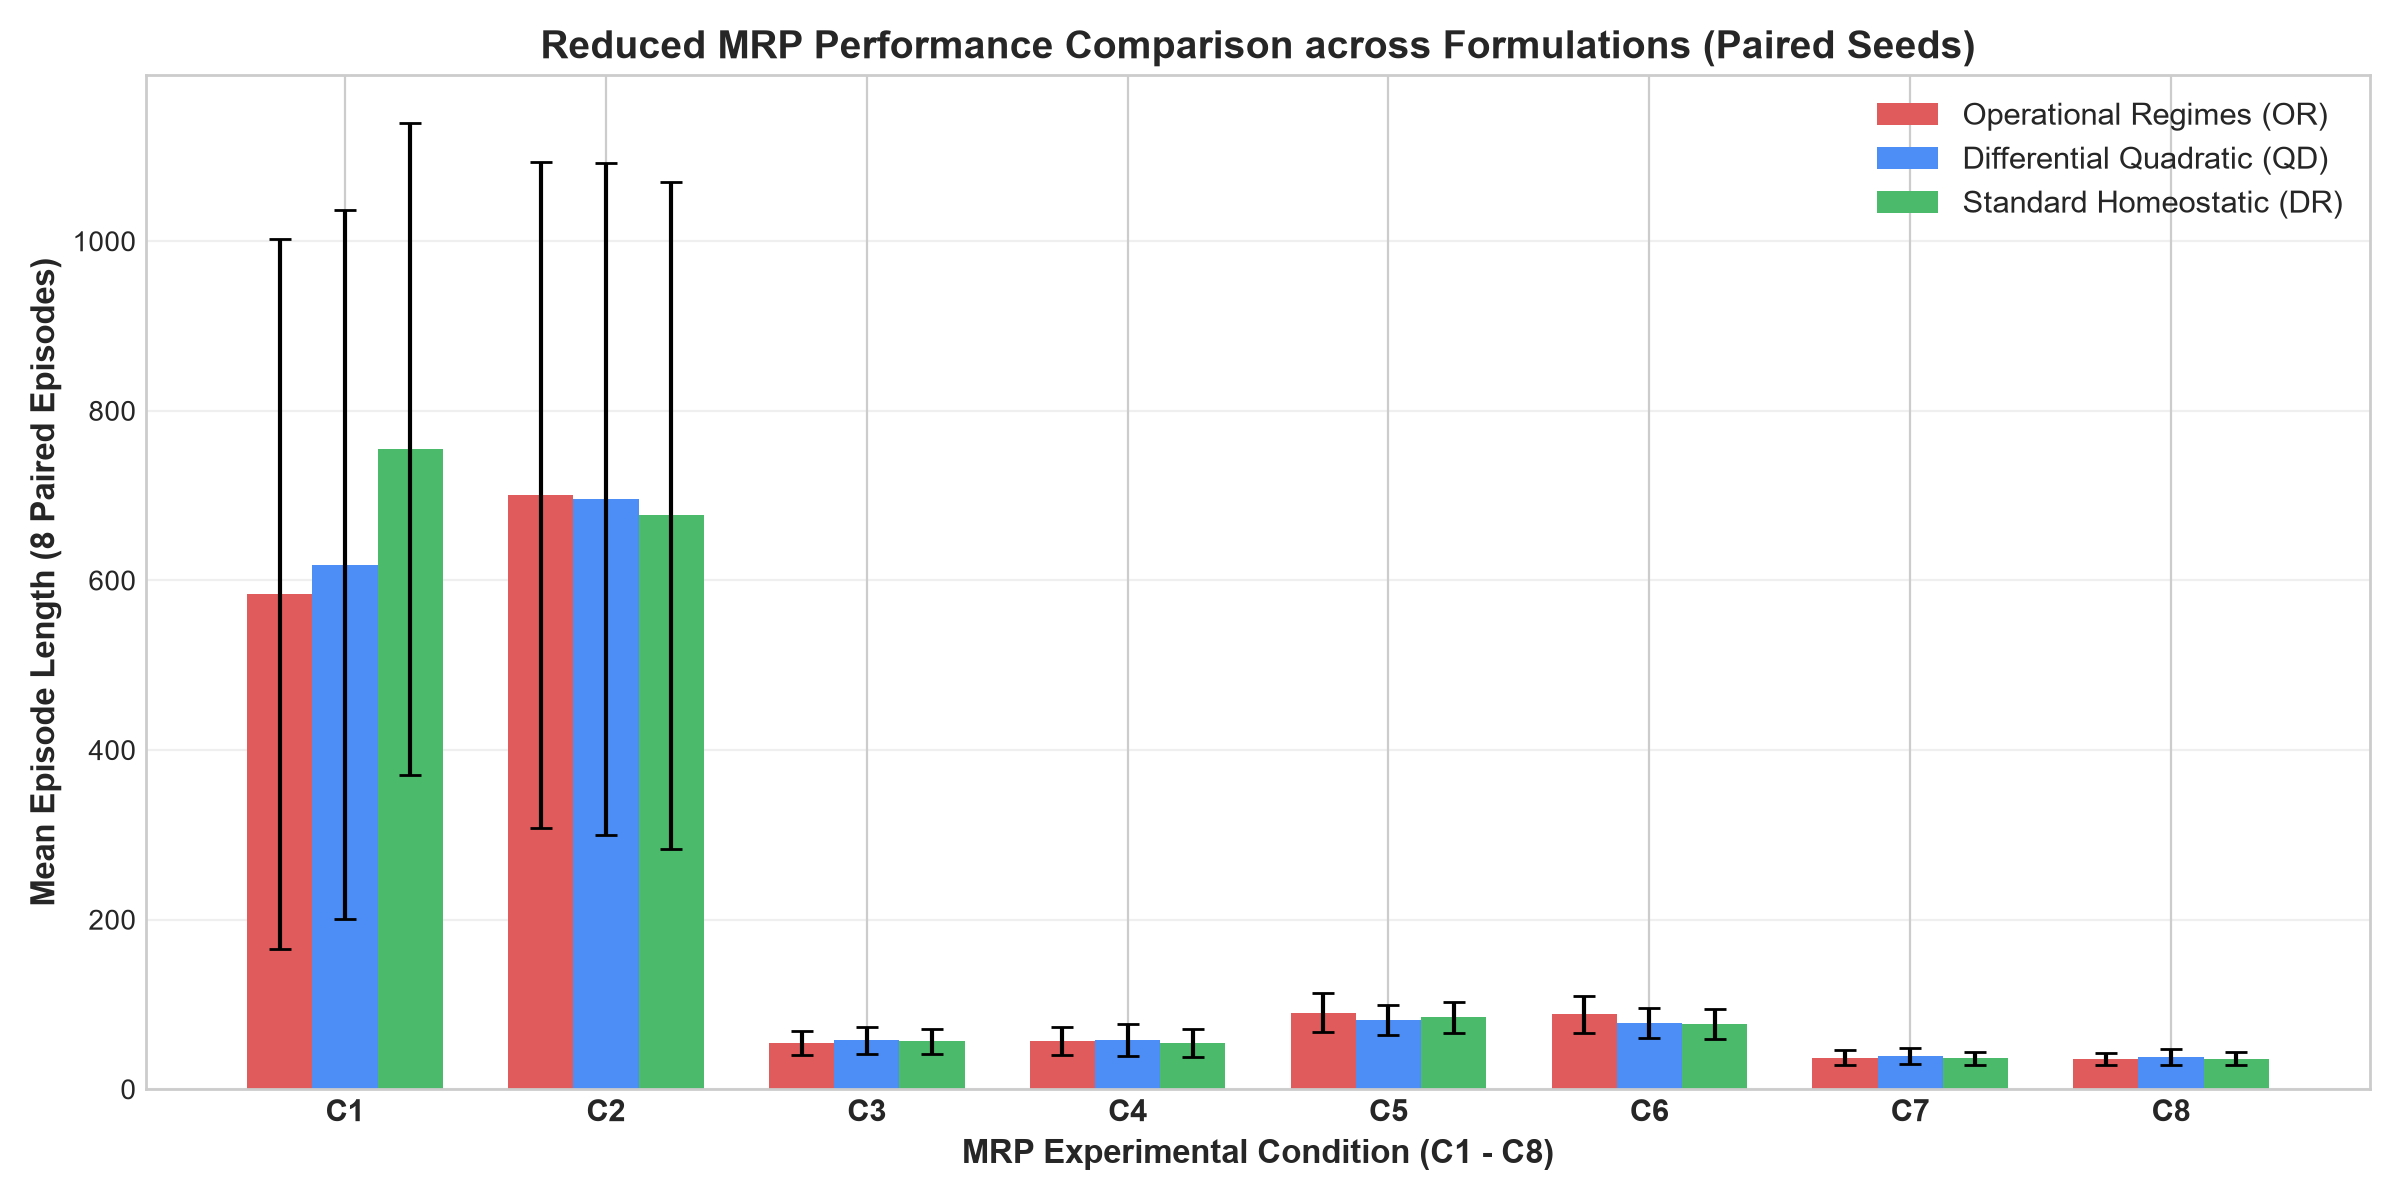 Reduced MRP Performance Comparison across Formulations (Paired Seeds)
Operational Regimes (OR)
Differential Quadratic (QD)
Standard Homeostatic (DR)
Mean Episode Length (8 Paired Episodes)
1000
800
600
400
200
0
C1 C2 C3 C4 C5 C6 C7 C8
MRP Experimental Condition (C1 - C8)